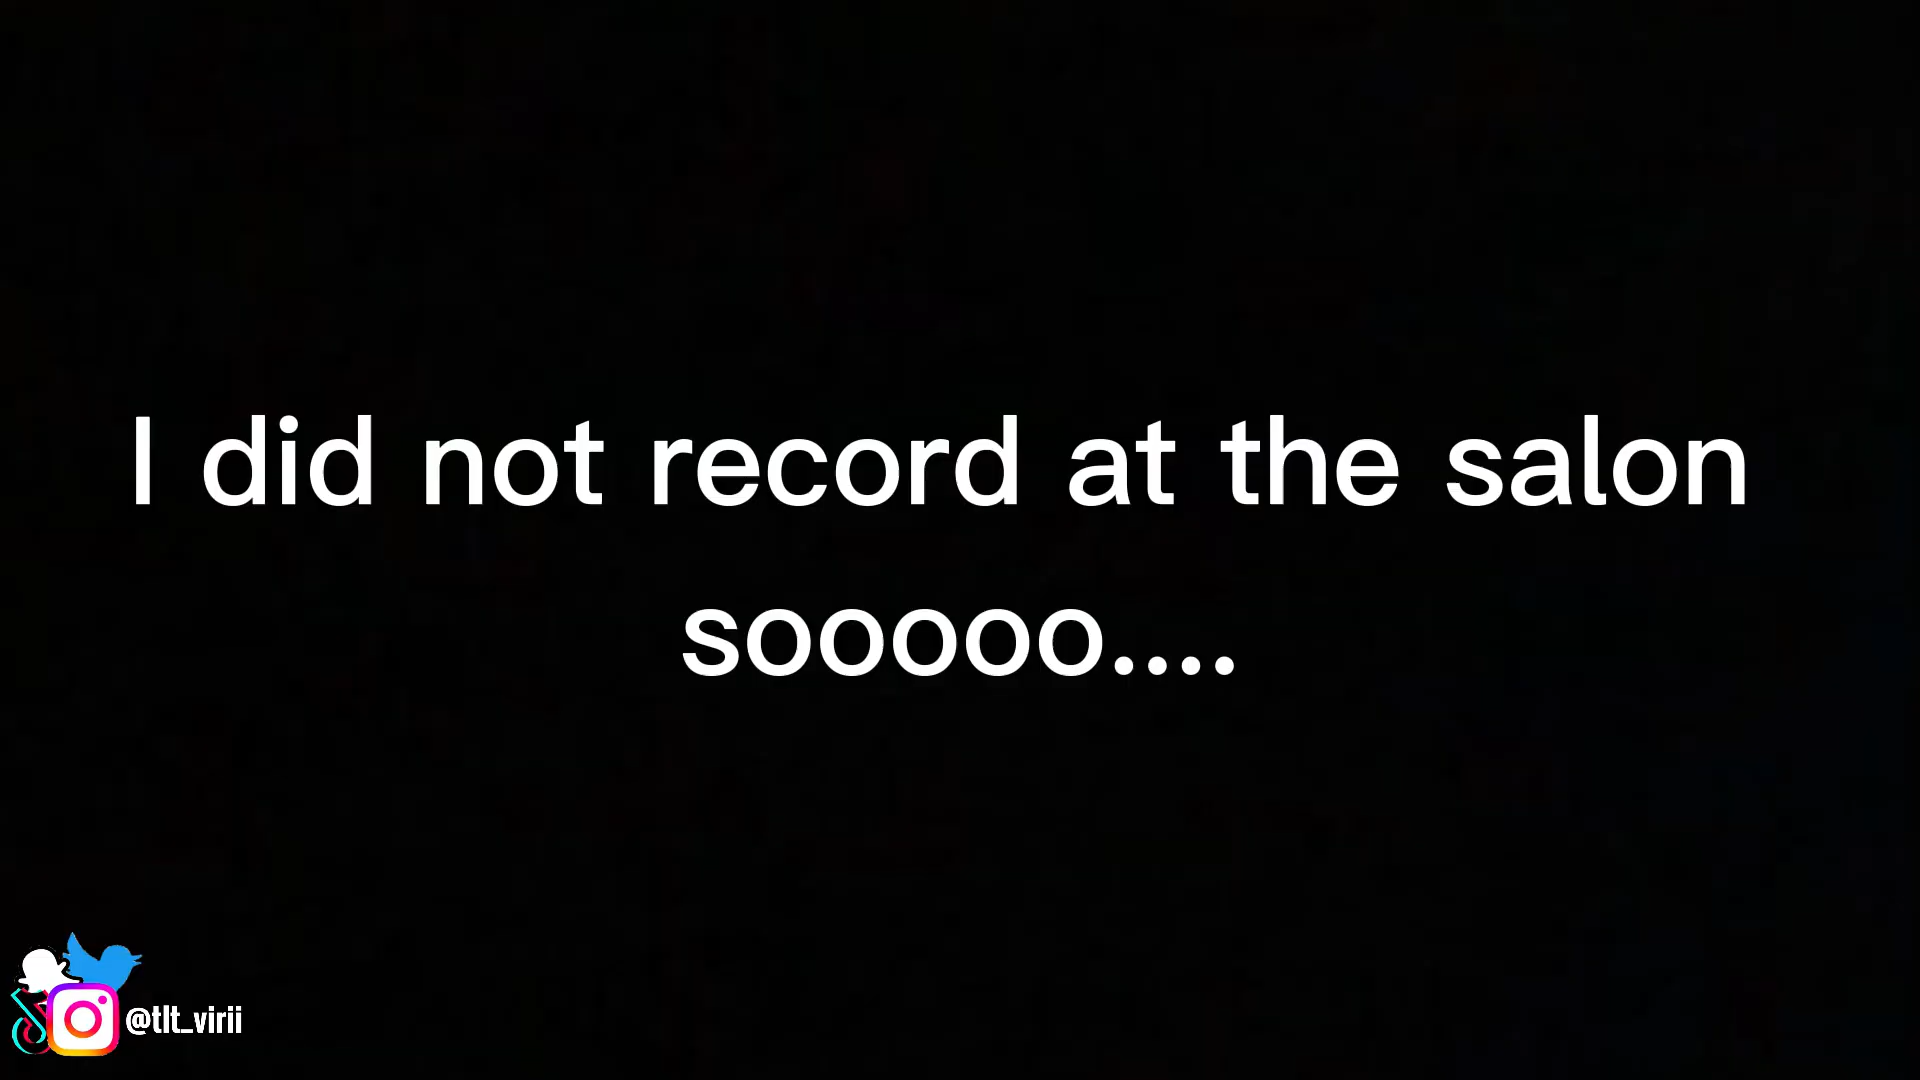 I did not record at the salon
sooooo....
@tlt_virii